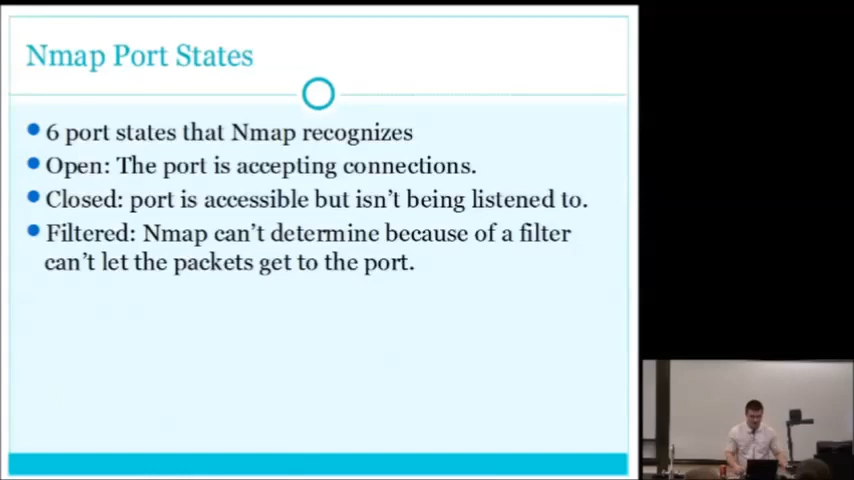 Nmap Port States
6 port states that Nmap recognizes
Open: The port is accepting connections.
Closed: port is accessible but isn't being listened to.
Filtered: Nmap can't determine because of a filter
can't let the packets get to the port.